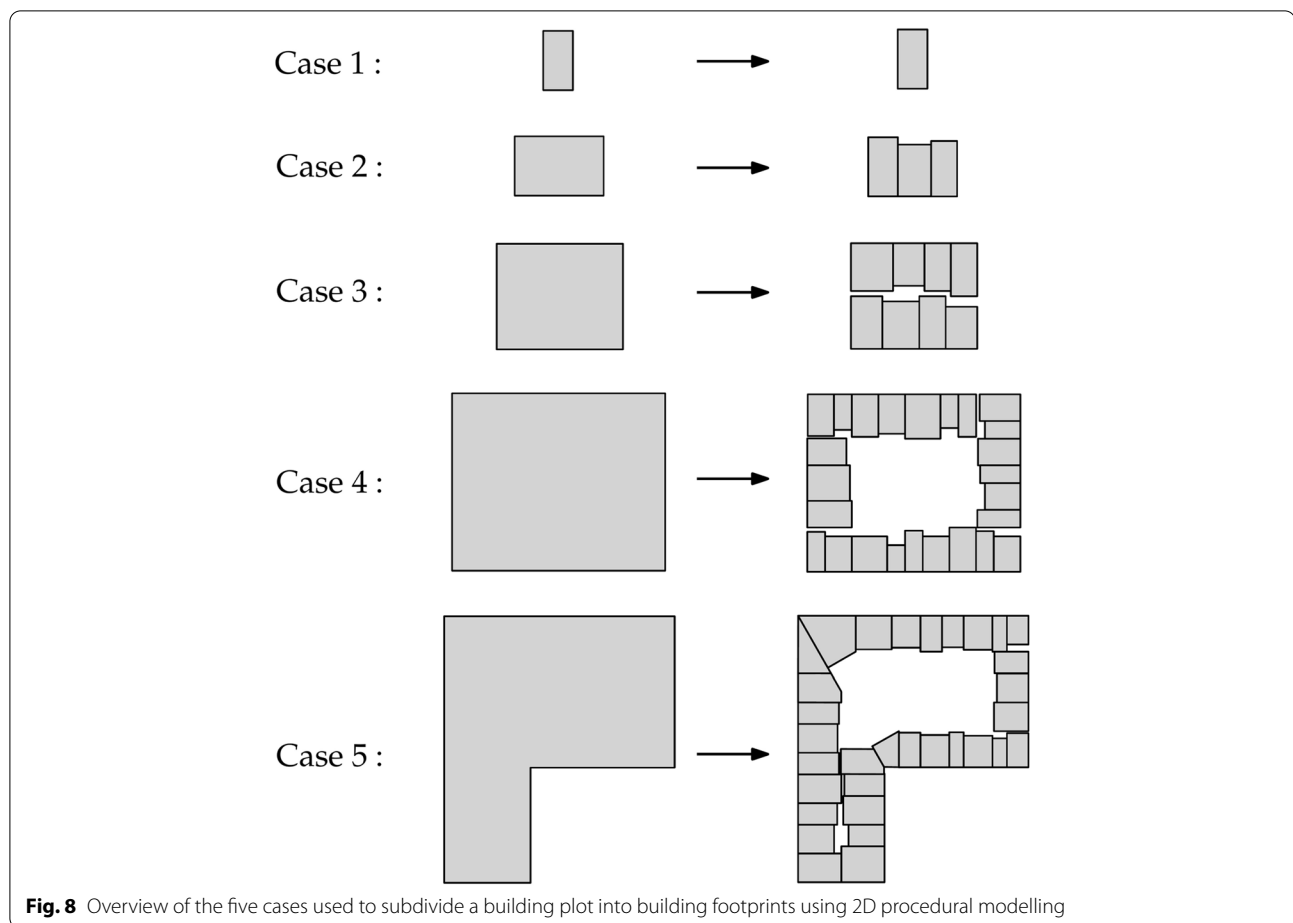 Case 1 :
Case 2 :
Case 3 :
Case 4 :
Case 5 :
Fig. 8 Overview of the five cases used to subdivide a building plot into building footprints using 2D procedural modelling